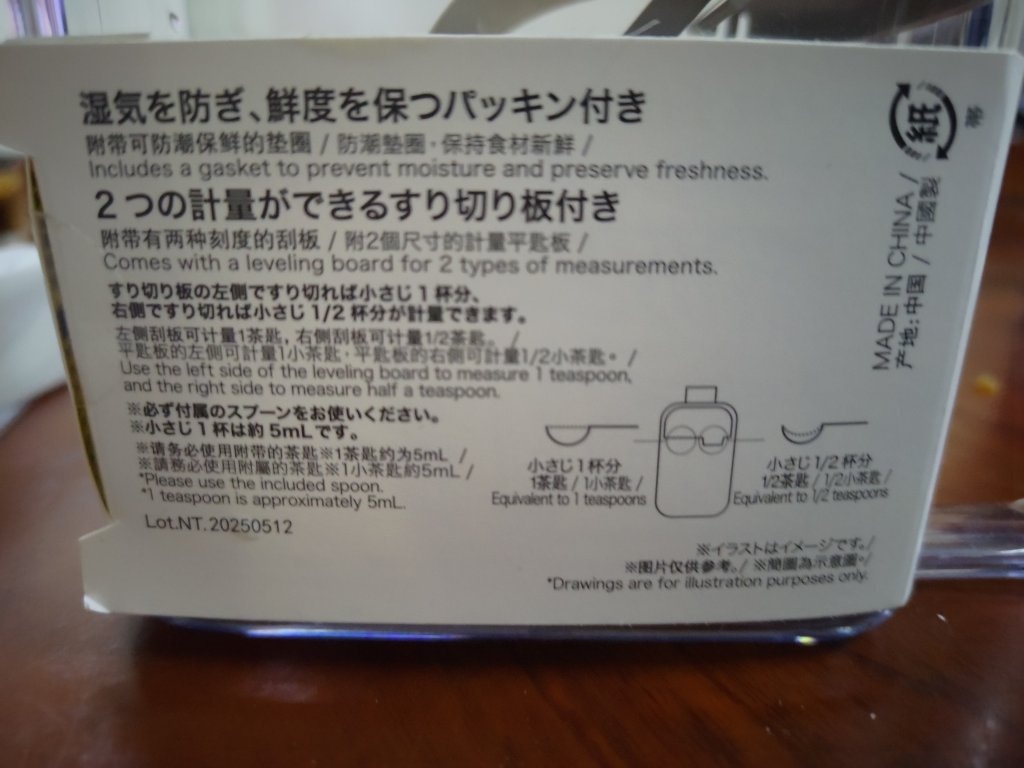 湿気を防ぎ、鮮度を保つパッキン付き
附带可防潮保鲜的垫圈 / 防潮墊圈・保持食材新鮮 /
Includes a gasket to prevent moisture and preserve freshness.
2つの計量ができるすり切り板付き
附带有两种刻度的刮板 / 附2個尺寸的計量平匙板 /
Comes with a leveling board for 2 types of measurements.
すり切り板の左側ですり切れば小さじ1杯分、
右側ですり切れば小さじ1/2杯分が計量できます。
左侧刮板可计量1茶匙，右侧刮板可计量1/2茶匙。 /
平匙板的左側可計量1小茶匙・平匙板的右側可計量1/2小茶匙。 /
Use the left side of the leveling board to measure 1 teaspoon,
and the right side to measure half a teaspoon.
※必ず付属のスプーンをお使いください。
※小さじ1杯は約5mLです。
※请务必使用附带的茶匙※1茶匙约为5mL /
※請務必使用附屬的茶匙※1小茶匙約5mL /
*Please use the included spoon.
*1 teaspoon is approximately 5mL.
Lot.NT.20250512
小さじ1杯分
1茶匙 / 1小茶匙 /
Equivalent to 1 teaspoons
小さじ1/2杯分
1/2茶匙 / 1/2小茶匙 /
Equivalent to 1/2 teaspoons
※イラストはイメージです。/
※图片仅供参考。/ ※簡圖為示意圖。/
*Drawings are for illustration purposes only.
紙
MADE IN CHINA /
产地:中国 / 中國製